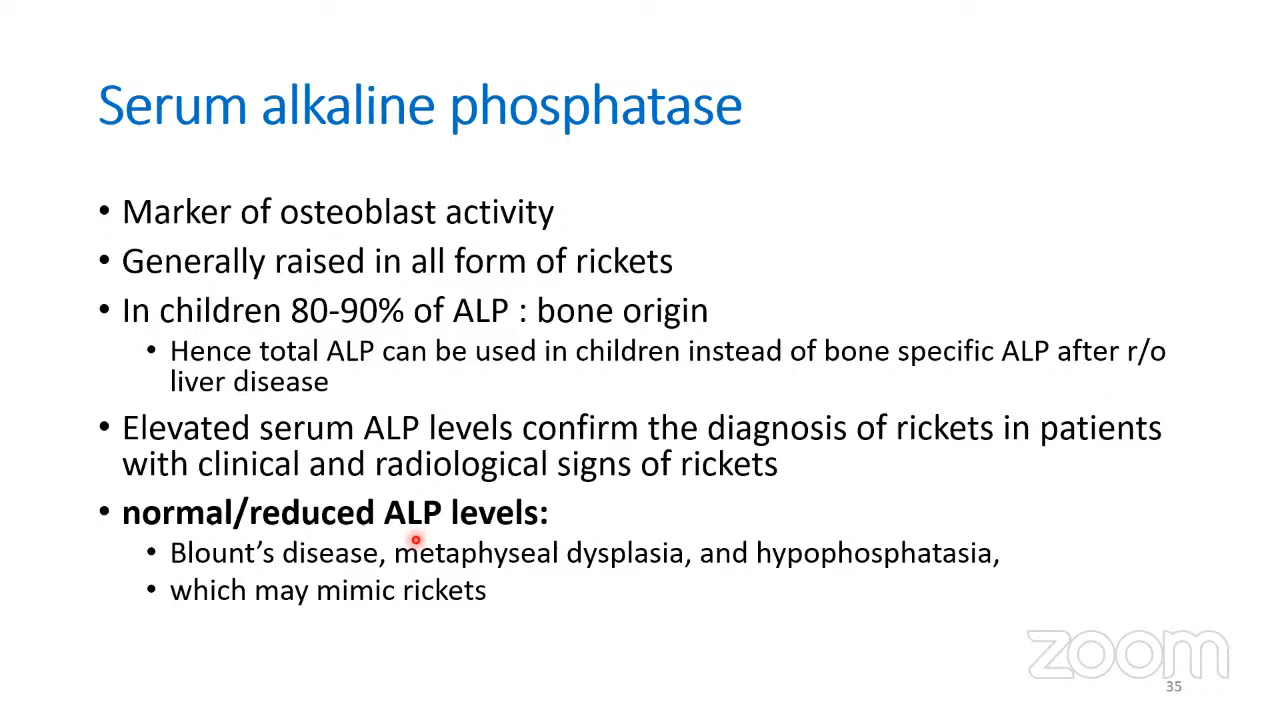 Serum alkaline phosphatase
• Marker of osteoblast activity
• Generally raised in all form of rickets
• In children 80-90% of ALP : bone origin
• Hence total ALP can be used in children instead of bone specific ALP after r/o
liver disease
• Elevated serum ALP levels confirm the diagnosis of rickets in patients
with clinical and radiological signs of rickets
• normal/reduced ALP levels:
• Blount’s disease, metaphyseal dysplasia, and hypophosphatasia,
• which may mimic rickets
zoom
35